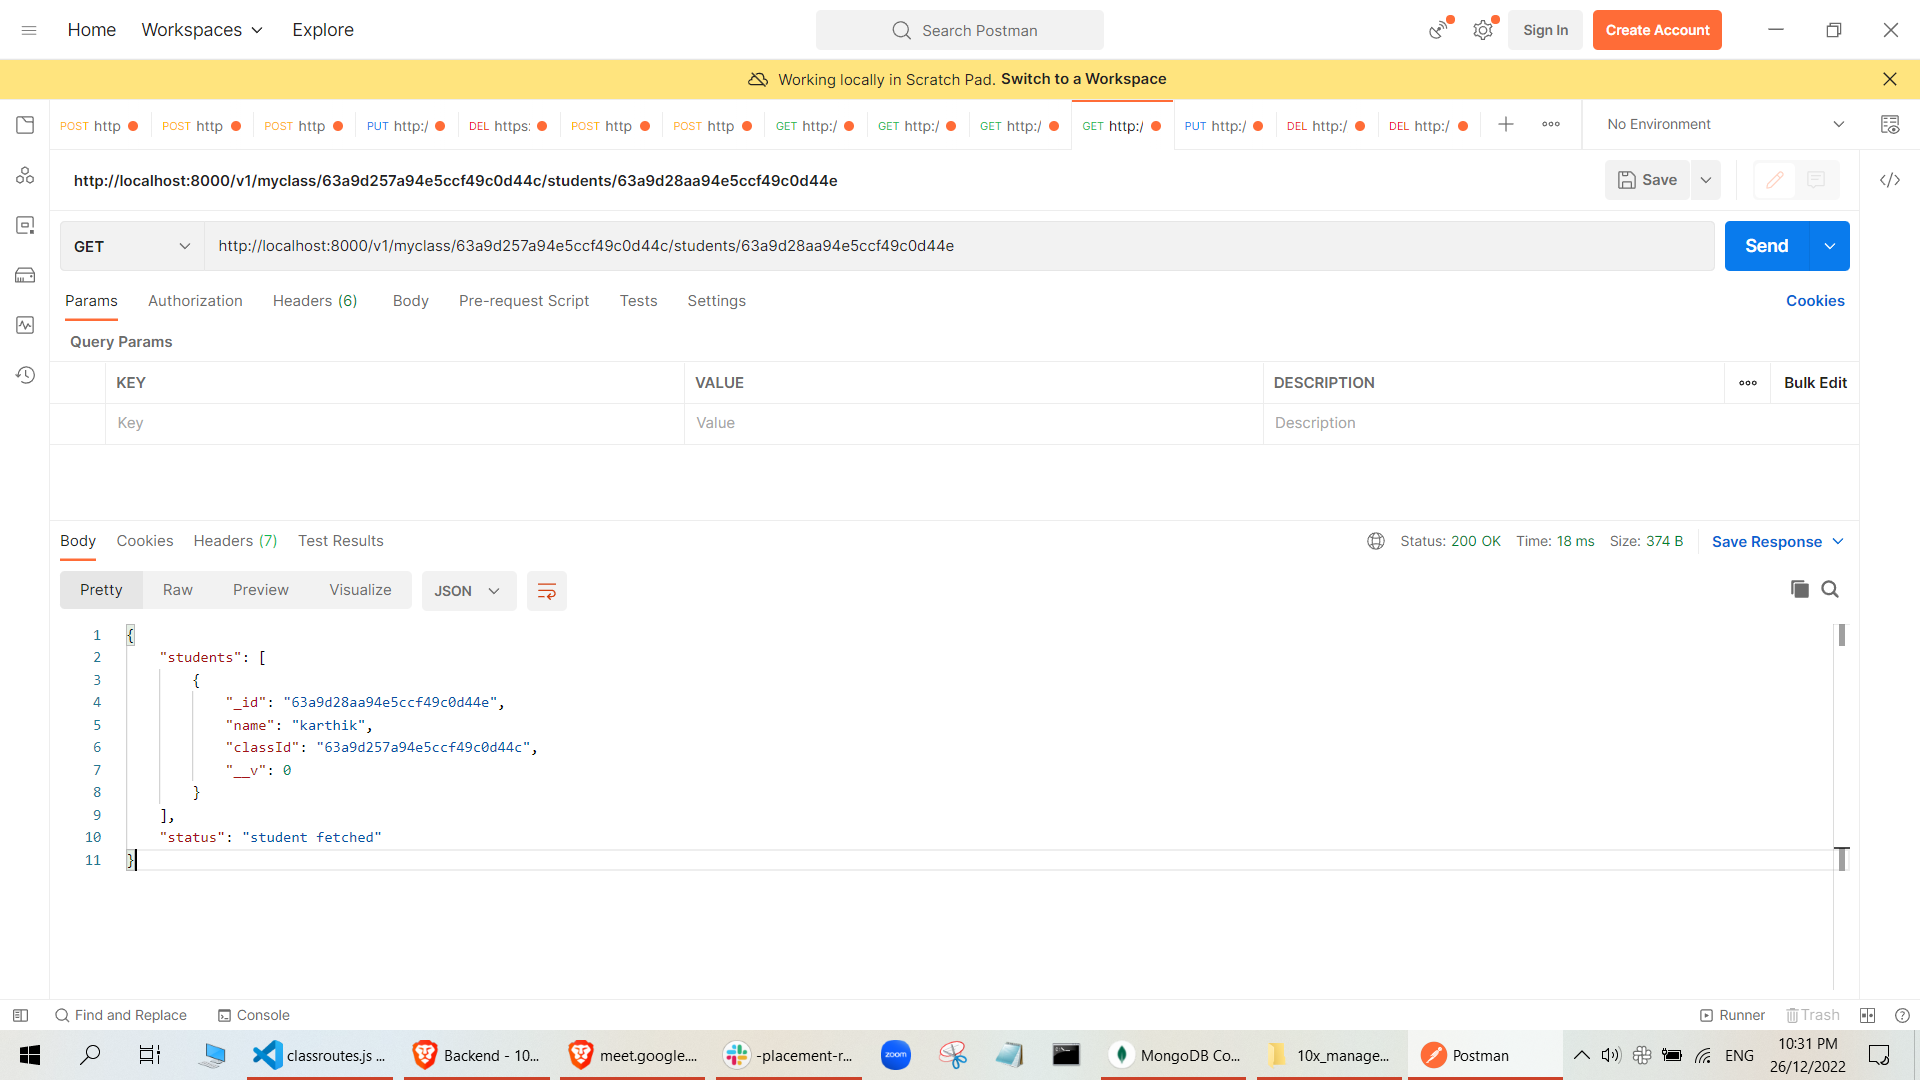 Home Workspaces Explore Search Postman Sign In Create Account
Working locally in Scratch Pad. Switch to a Workspace
POST http POST http POST http PUT http:/ DEL https: POST http POST http GET http:/ GET http:/ GET http:/ GET http:/ PUT http:/ DEL http:/ DEL http:/ No Environment
http://localhost:8000/v1/myclass/63a9d257a94e5ccf49c0d44c/students/63a9d28aa94e5ccf49c0d44e Save
GET http://localhost:8000/v1/myclass/63a9d257a94e5ccf49c0d44c/students/63a9d28aa94e5ccf49c0d44e Send
Params Authorization Headers (6) Body Pre-request Script Tests Settings Cookies
Query Params
KEY VALUE DESCRIPTION Bulk Edit
Key Value Description
Body Cookies Headers (7) Test Results Status: 200 OK Time: 18 ms Size: 374 B Save Response
Pretty Raw Preview Visualize JSON
1 {
2 "students": [
3 {
4 "_id": "63a9d28aa94e5ccf49c0d44e",
5 "name": "karthik",
6 "classId": "63a9d257a94e5ccf49c0d44c",
7 "__v": 0
8 }
9 ],
10 "status": "student fetched"
11 }
Find and Replace Console Runner Trash
classroutes.js ... Backend - 10... meet.google.... -placement-r... zoom MongoDB Co... 10x_manage... Postman ENG 10:31 PM
26/12/2022